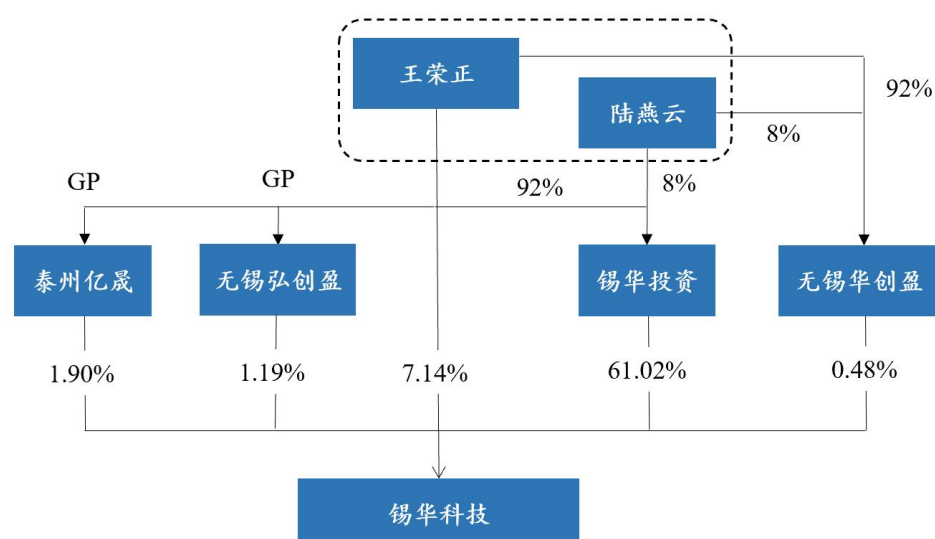 王荣正
陆燕云
92%
8%
GP
GP
92%
8%
泰州亿晟
无锡弘创盈
锡华投资
无锡华创盈
1.90%
1.19%
7.14%
61.02%
0.48%
锡华科技